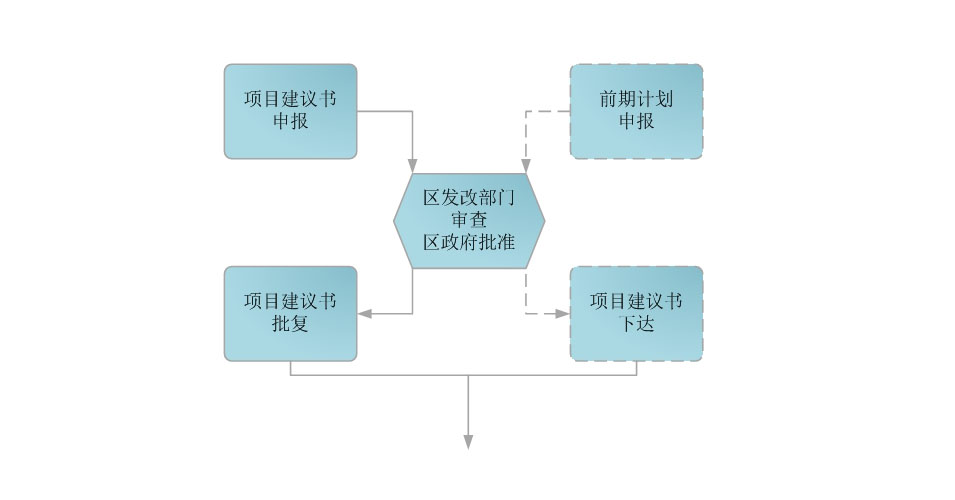 项目建议书
申报
前期计划
申报
区发改部门
审查
区政府批准
项目建议书
批复
项目建议书
下达